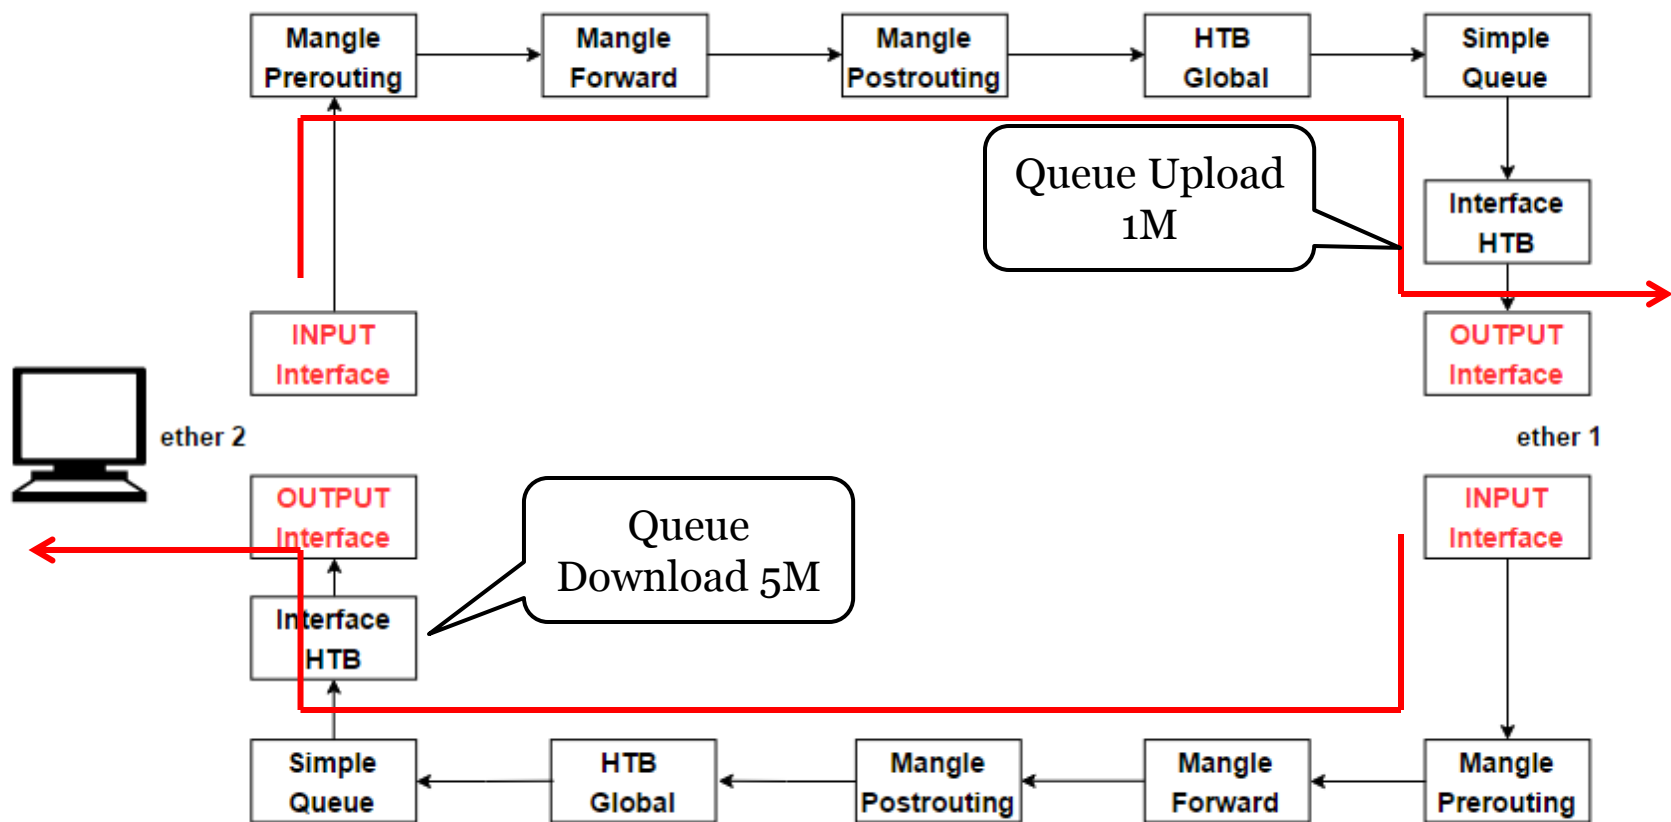 Mangle
Prerouting
Mangle
Forward
Mangle
Postrouting
HTB
Global
Simple
Queue
Queue Upload
1M
Interface
HTB
INPUT
Interface
OUTPUT
Interface
ether 2
ether 1
OUTPUT
Interface
Queue
Download 5M
INPUT
Interface
Interface
HTB
Simple
Queue
HTB
Global
Mangle
Postrouting
Mangle
Forward
Mangle
Prerouting